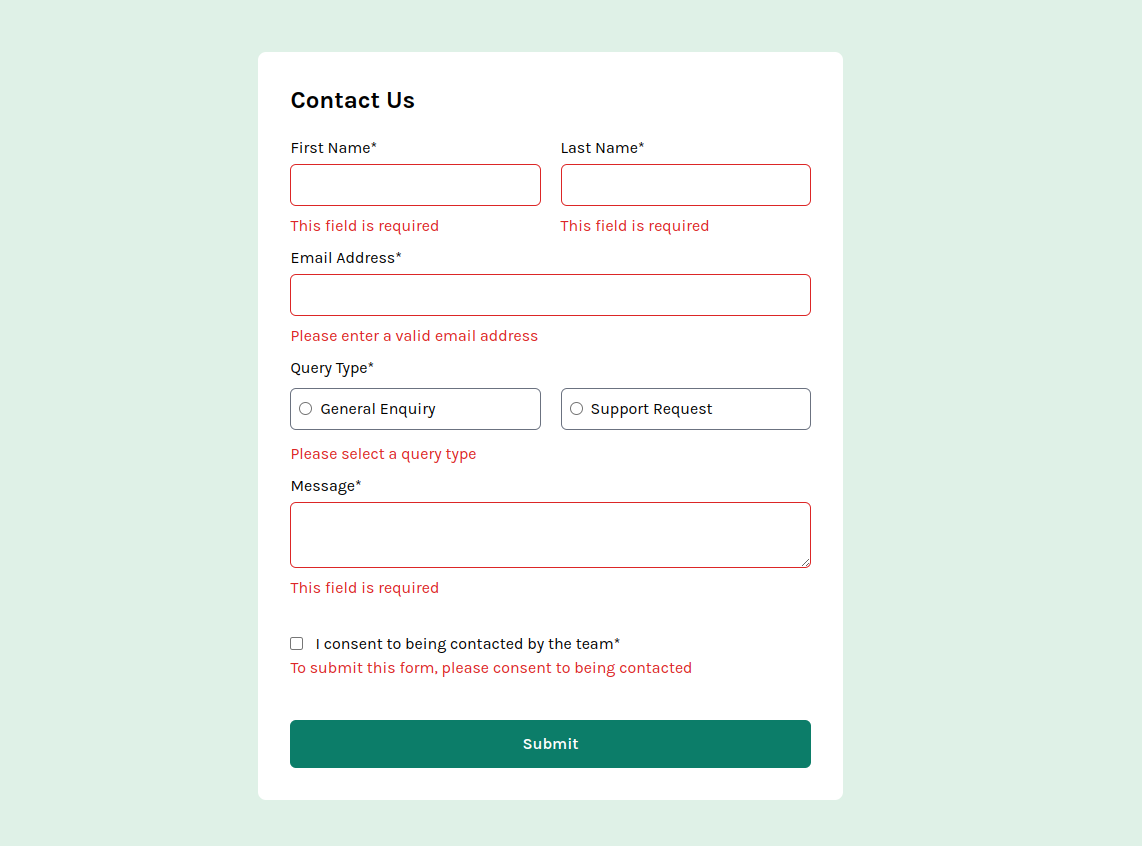 Contact Us
First Name*
Last Name*
This field is required
This field is required
Email Address*
Please enter a valid email address
Query Type*
General Enquiry
Support Request
Please select a query type
Message*
This field is required
I consent to being contacted by the team*
To submit this form, please consent to being contacted
Submit